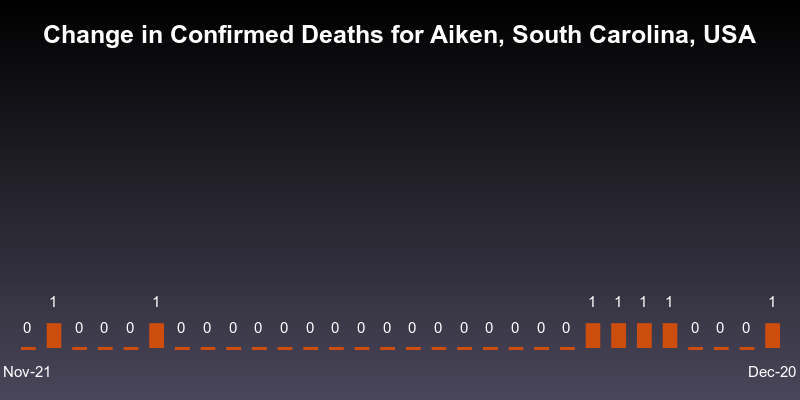 Change in Confirmed Deaths for Aiken, South Carolina, USA
1 1 1 1 1 1 1
0 0 0 0 0 0 0 0 0 0 0 0 0 0 0 0 0 0 0 0 0 0 0
Nov-21 Dec-20